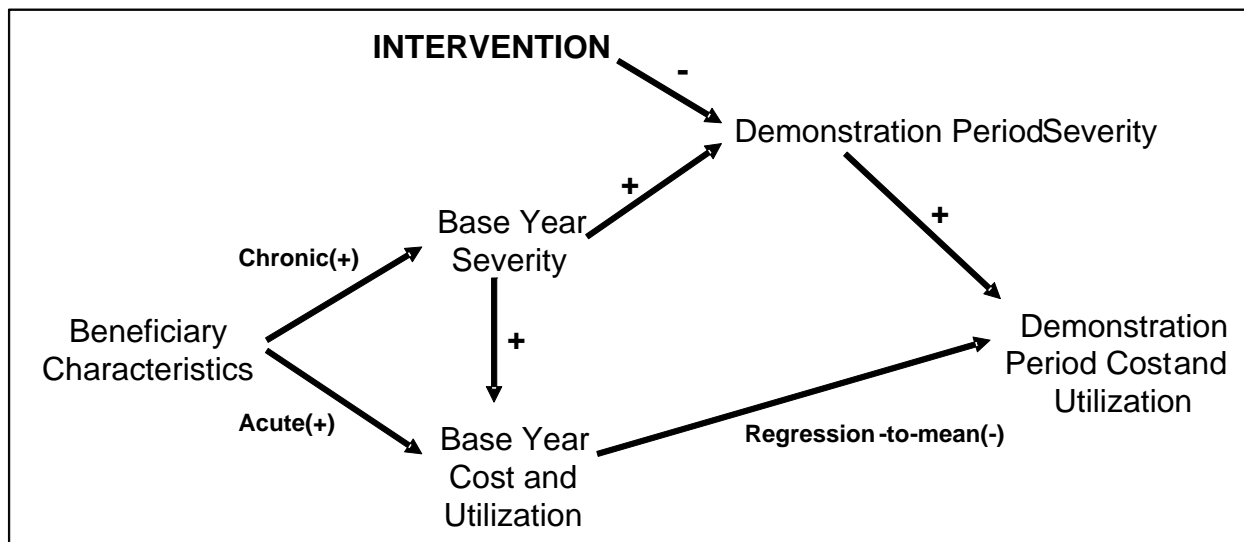 INTERVENTION
-
Demonstration PeriodSeverity
+
+
Base Year
Severity
Chronic(+)
Beneficiary
Characteristics
+
Demonstration
Period Costand
Utilization
Acute(+)
Base Year
Cost and
Utilization
Regression-to-mean(-)